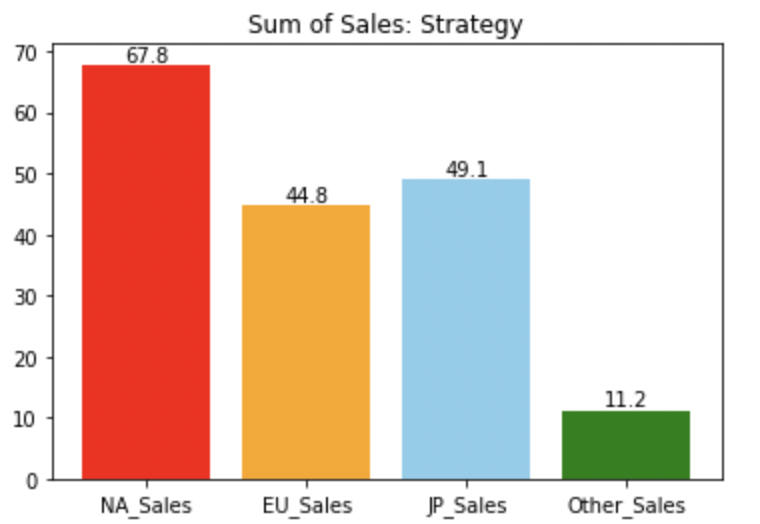 Sum of Sales: Strategy
70
60
50
40
30
20
10
0
67.8
44.8
49.1
11.2
NA_Sales
EU_Sales
JP_Sales
Other_Sales